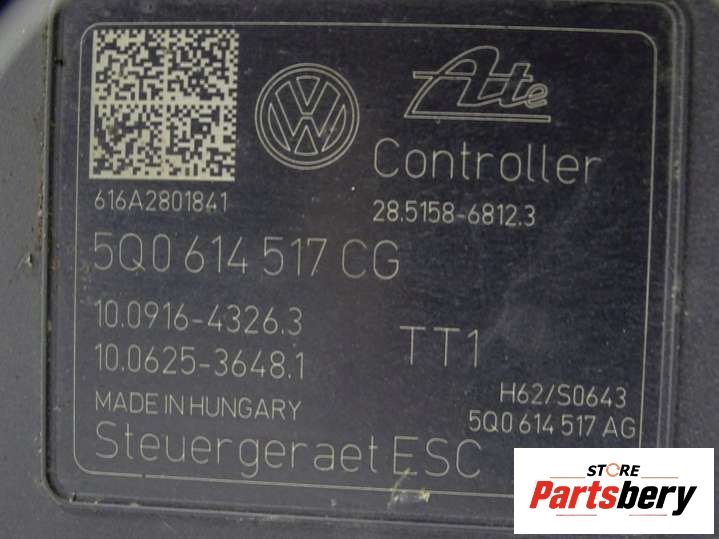 Ate
Controller
616A2801841
28.5158-6812.3
5Q0 614 517 CG
10.0916-4326.3
10.0625-3648.1
TT1
H62/S0643
MADE IN HUNGARY
5Q0 614 517 AG
Steuergeraet ESC
STORE
Partsbery